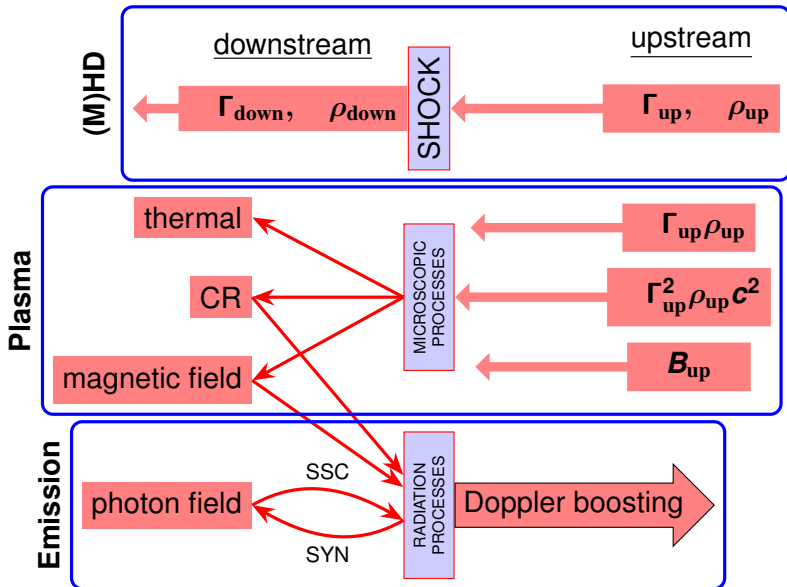 (M)HD
downstream
upstream
Γdown, ρdown
SHOCK
Γup, ρup
Plasma
thermal
CR
magnetic field
MICROSCOPIC
PROCESSES
Γupρup
Γ²upρupc²
Bup
Emission
photon field
SSC
SYN
RADIATION
PROCESSES
Doppler boosting